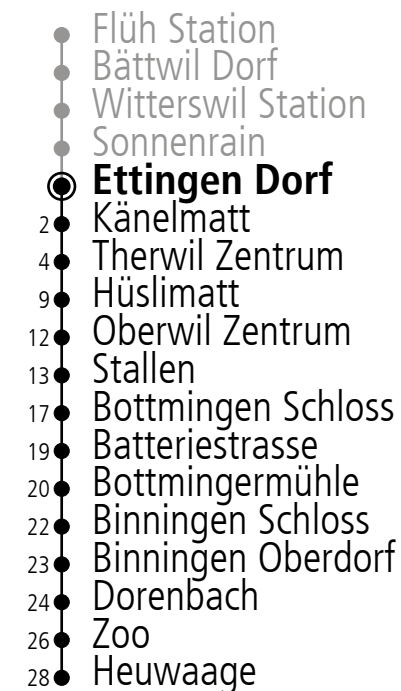 Flüh Station
Bättwil Dorf
Witterswil Station
Sonnenrain
Ettingen Dorf
2 Känelmatt
4 Therwil Zentrum
9 Hüslimatt
12 Oberwil Zentrum
13 Stallen
17 Bottmingen Schloss
19 Batteriestrasse
20 Bottmingermühle
22 Binningen Schloss
23 Binningen Oberdorf
24 Dorenbach
26 Zoo
28 Heuwaage